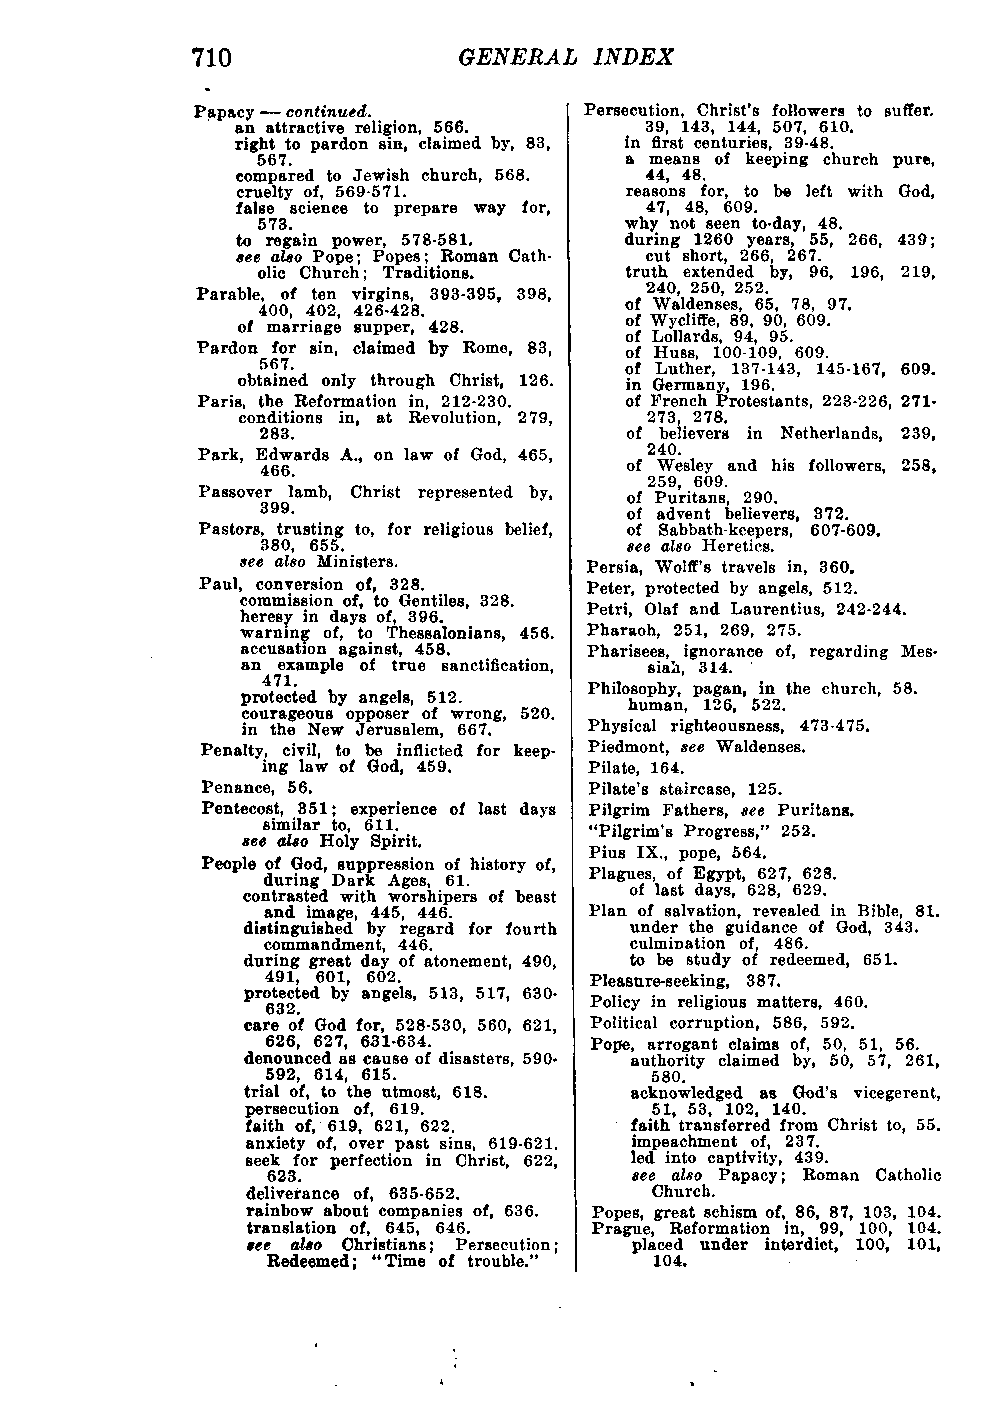 710 GENERAL INDEX
Papacy — continued.
an attractive religion, 566.
right to pardon sin, claimed by, 83,
567.
compared to Jewish church, 568.
cruelty of, 569-571.
false science to prepare way for,
573.
to regain power, 578-581.
see also Pope; Popes; Roman Cath-
olic Church; Traditions.
Parable, of ten virgins, 393-395, 398,
400, 402, 426-428.
of marriage supper, 428.
Pardon for sin, claimed by Rome, 83,
567.
obtained only through Christ, 126.
Paris, the Reformation in, 212-230.
conditions in, at Revolution, 279,
283.
Park, Edwards A., on law of God, 465,
466.
Passover lamb, Christ represented by,
399.
Pastors, trusting to, for religious belief,
380, 655.
see also Ministers.
Paul, conversion of, 328.
commission of, to Gentiles, 328.
heresy in days of, 396.
warning of, to Thessalonians, 456.
accusation against, 458.
an example of true sanctification,
471.
protected by angels, 512.
courageous opposer of wrong, 520.
in the New Jerusalem, 667.
Penalty, civil, to be inflicted for keep-
ing law of God, 459.
Penance, 56.
Pentecost, 351; experience of last days
similar to, 611.
see also Holy Spirit.
People of God, suppression of history of,
during Dark Ages, 61.
contrasted with worshipers of beast
and image, 445, 446.
distinguished by regard for fourth
commandment, 446.
during great day of atonement, 490,
491, 601, 602.
protected by angels, 513, 517, 630-
632.
care of God for, 528-530, 560, 621,
626, 627, 631-634.
denounced as cause of disasters, 590-
592, 614, 615.
trial of, to the utmost, 618.
persecution of, 619.
faith of, 619, 621, 622.
anxiety of, over past sins, 619-621.
seek for perfection in Christ, 622,
623.
deliverance of, 635-652.
rainbow about companies of, 636.
translation of, 645, 646.
see also Christians; Persecution;
Redeemed; “Time of trouble.”
Persecution, Christ's followers to suffer.
39, 143, 144, 507, 610.
in first centuries, 39-48.
a means of keeping church pure,
44, 48.
reasons for, to be left with God,
47, 48, 609.
why not seen to-day, 48.
during 1260 years, 55, 266, 439;
cut short, 266, 267.
truth extended by, 96, 196, 219,
240, 250, 252.
of Waldenses, 65, 78, 97.
of Wycliffe, 89, 90, 609.
of Lollards, 94, 95.
of Huss, 100-109, 609.
of Luther, 137-143, 145-167, 609.
in Germany, 196.
of French Protestants, 223-226, 271-
273, 278.
of believers in Netherlands, 239,
240.
of Wesley and his followers, 258,
259, 609.
of Puritans, 290.
of advent believers, 372.
of Sabbath-keepers, 607-609.
see also Heretics.
Persia, Wolff's travels in, 360.
Peter, protected by angels, 512.
Petri, Olaf and Laurentius, 242-244.
Pharaoh, 251, 269, 275.
Pharisees, ignorance of, regarding Mes-
siah, 314.
Philosophy, pagan, in the church, 58.
human, 126, 522.
Physical righteousness, 473-475.
Piedmont, see Waldenses.
Pilate, 164.
Pilate's staircase, 125.
Pilgrim Fathers, see Puritans.
“Pilgrim's Progress,” 252.
Pius IX., pope, 564.
Plagues, of Egypt, 627, 628.
of last days, 628, 629.
Plan of salvation, revealed in Bible, 81.
under the guidance of God, 343.
culmination of, 486.
to be study of redeemed, 651.
Pleasure-seeking, 387.
Policy in religious matters, 460.
Political corruption, 586, 592.
Pope, arrogant claims of, 50, 51, 56.
authority claimed by, 50, 57, 261,
580.
acknowledged as God's vicegerent,
51, 53, 102, 140.
faith transferred from Christ to, 55.
impeachment of, 237.
led into captivity, 439.
see also Papacy; Roman Catholic
Church.
Popes, great schism of, 86, 87, 103, 104.
Prague, Reformation in, 99, 100, 104.
placed under interdict, 100, 101,
104.